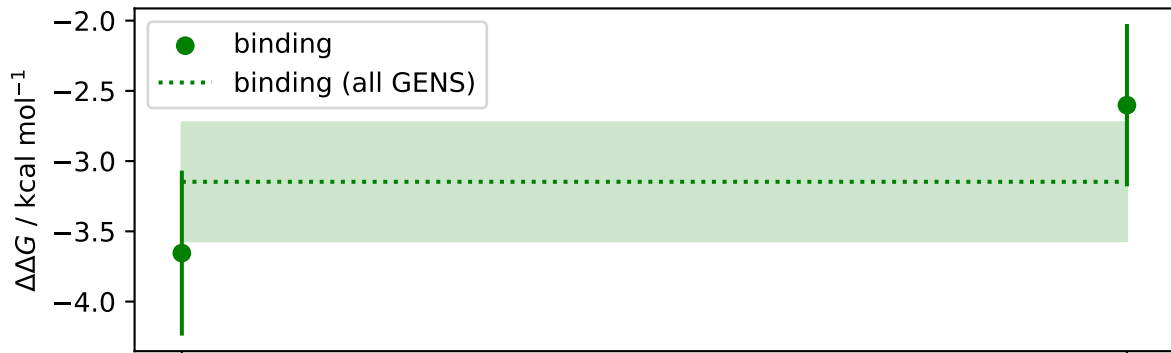 −2.0
−2.5
−3.0
−3.5
−4.0
ΔΔG / kcal mol⁻¹
binding
binding (all GENS)